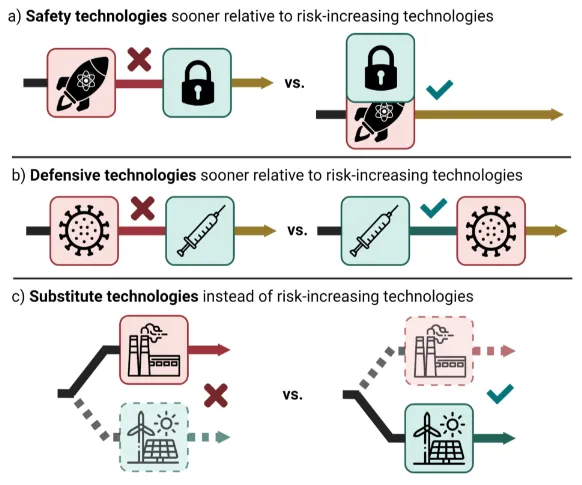 a) Safety technologies sooner relative to risk-increasing technologies
vs.
b) Defensive technologies sooner relative to risk-increasing technologies
vs.
c) Substitute technologies instead of risk-increasing technologies
vs.